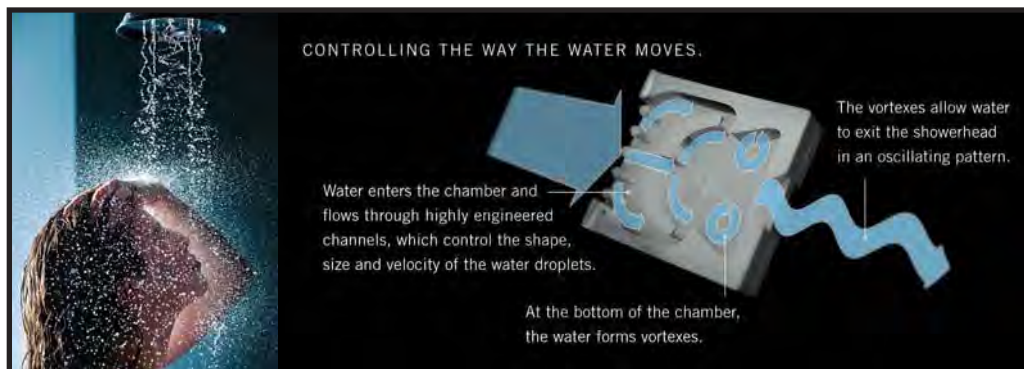 CONTROLLING THE WAY THE WATER MOVES.
The vortexes allow water
to exit the showerhead
in an oscillating pattern.
Water enters the chamber and
flows through highly engineered
channels, which control the shape,
size and velocity of the water droplets.
At the bottom of the chamber,
the water forms vortexes.